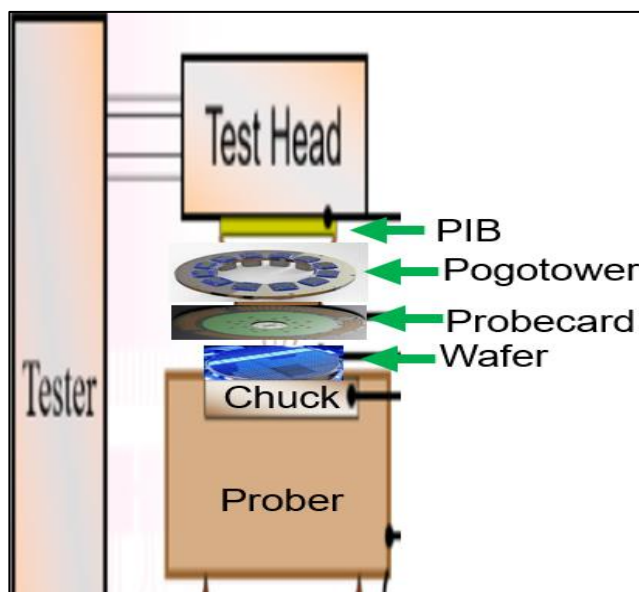 Test Head
PIB
Pogotower
Probecard
Wafer
Tester
Chuck
Prober